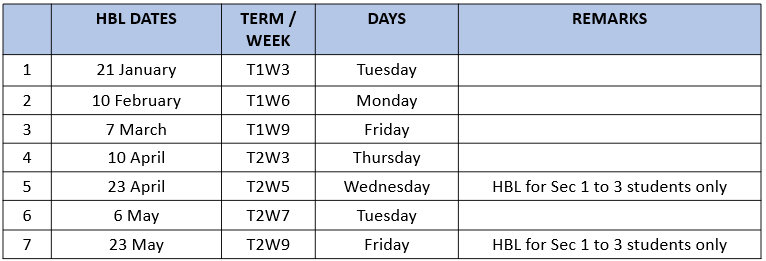 HBL DATES TERM / WEEK DAYS REMARKS
1 21 January T1W3 Tuesday
2 10 February T1W6 Monday
3 7 March T1W9 Friday
4 10 April T2W3 Thursday
5 23 April T2W5 Wednesday HBL for Sec 1 to 3 students only
6 6 May T2W7 Tuesday
7 23 May T2W9 Friday HBL for Sec 1 to 3 students only